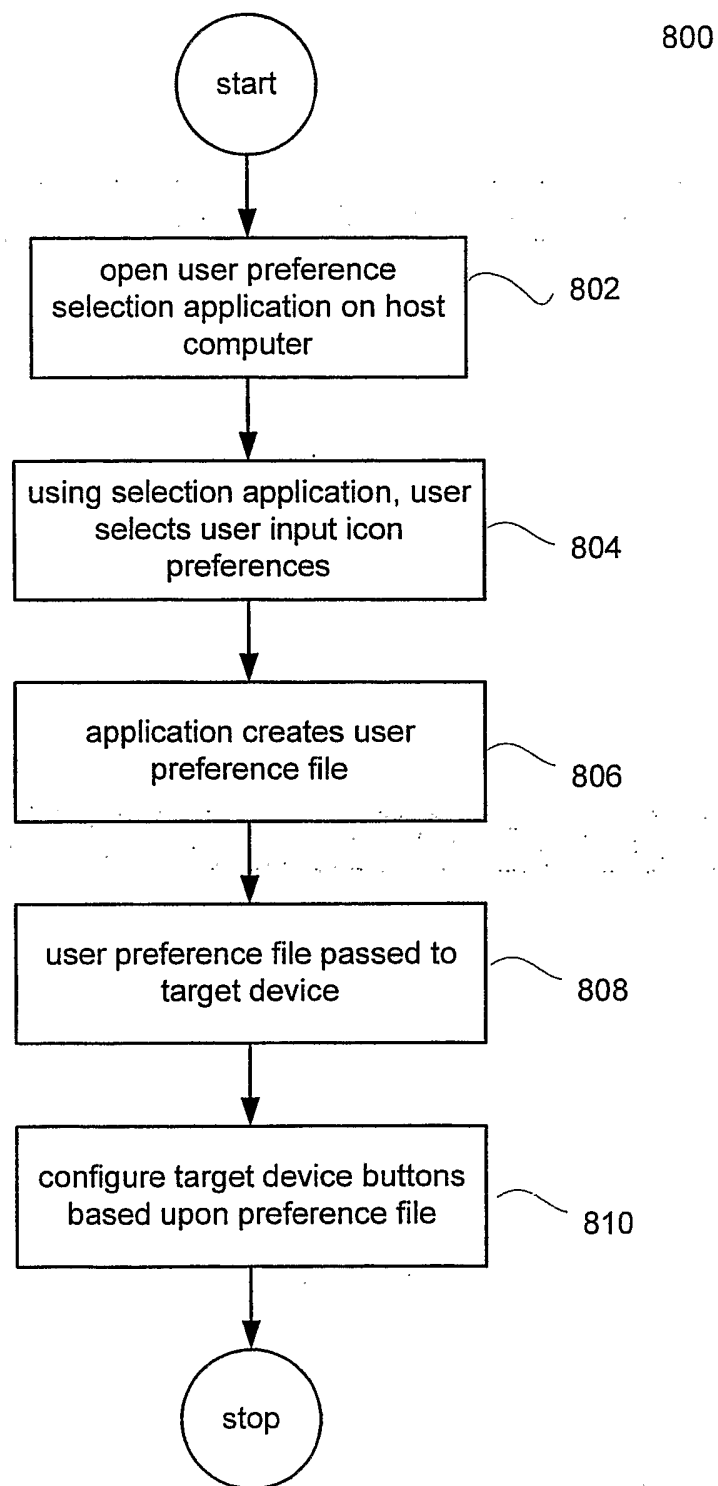 800
start
open user preference
selection application on host
computer
802
using selection application, user
selects user input icon
preferences
804
application creates user
preference file
806
user preference file passed to
target device
808
configure target device buttons
based upon preference file
810
stop